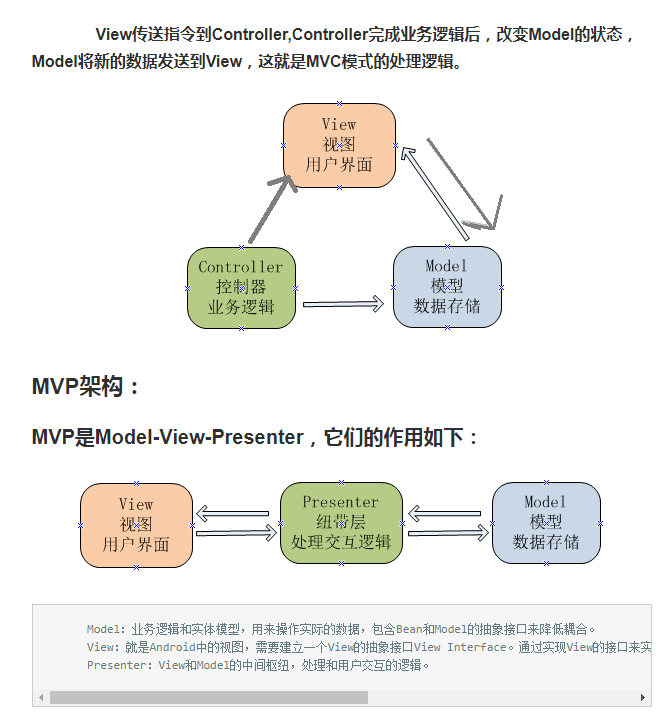 View传送指令到Controller,Controller完成业务逻辑后，改变Model的状态，
Model将新的数据发送到View，这就是MVC模式的处理逻辑。
View
视图
用户界面
Controller
控制器
业务逻辑
Model
模型
数据存储
MVP架构：
MVP是Model-View-Presenter，它们的作用如下：
View
视图
用户界面
Presenter
纽带层
处理交互逻辑
Model
模型
数据存储
Model：业务逻辑和实体模型，用来操作实际的数据，包含Bean和Model的抽象接口来降低耦合。
View：就是Android中的视图，需要建立一个View的抽象接口View Interface。通过实现View的接口来实
Presenter：View和Model的中间枢纽，处理和用户交互的逻辑。